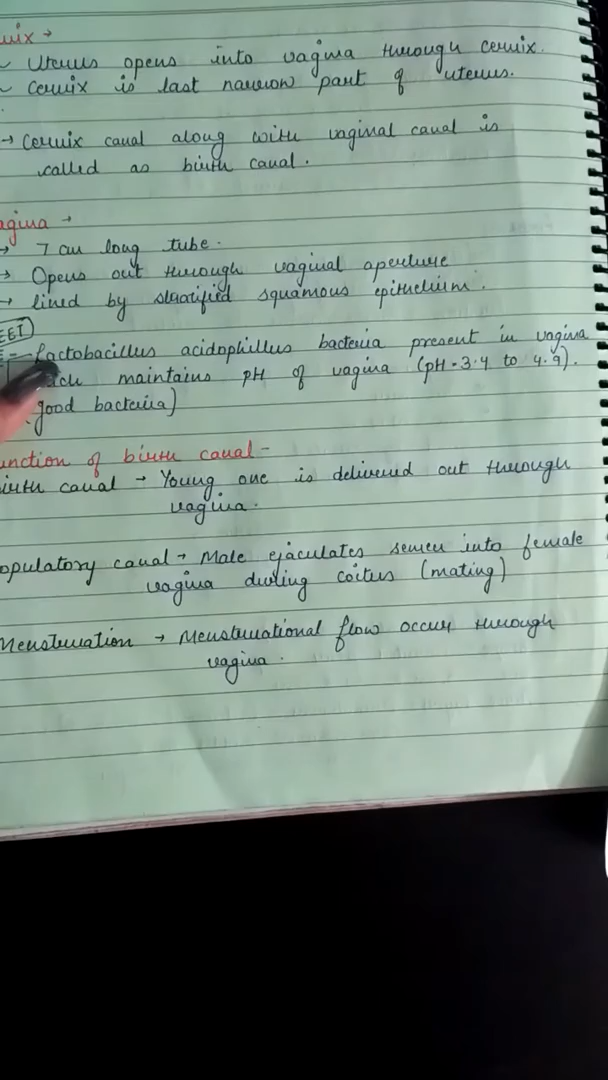 →
~ Uterus opens into vagina through cervix.
~ Cervix is last narrow part of uterus.
→ Cervix canal along with vaginal canal is
called as birth canal.
agina →
→ 7 cm long tube.
→ Opens out through vaginal aperture
→ lined by stratified squamous epithelium.
EET
Lactobacillus acidophillus bacteria present in vagina
maintains pH of vagina (pH-3.4 to 4.9).
good bacteria)
unction of birth canal-
irth canal → Young one is delivered out through
vagina.
opulatory canal → Male ejaculates semen into female
vagina during coitus (mating)
Menstruation → Menstruational flow occur through
vagina.